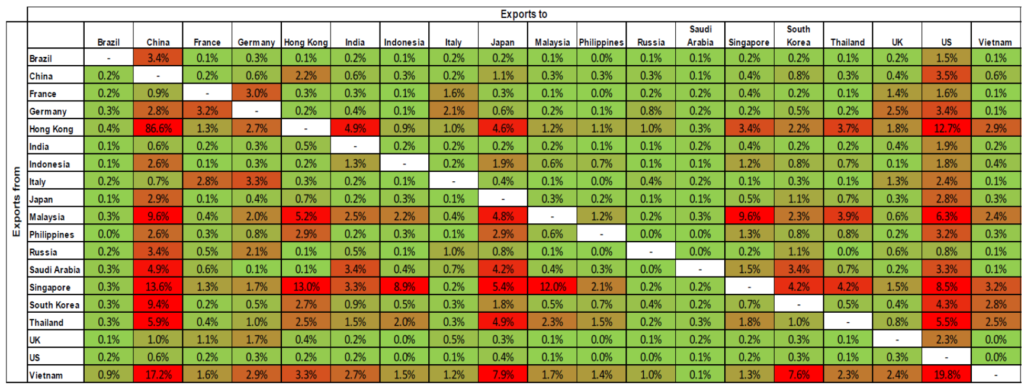 Exports to
Brazil China France Germany Hong Kong India Indonesia Italy Japan Malaysia Philippines Russia Saudi Arabia Singapore South Korea Thailand UK US Vietnam
Exports from
Brazil - 3.4% 0.1% 0.3% 0.1% 0.2% 0.1% 0.2% 0.2% 0.2% 0.0% 0.1% 0.1% 0.2% 0.2% 0.1% 0.2% 1.5% 0.1%
China 0.2% - 0.2% 0.6% 2.2% 0.6% 0.3% 0.2% 1.1% 0.3% 0.3% 0.3% 0.1% 0.4% 0.8% 0.3% 0.4% 3.5% 0.6%
France 0.2% 0.9% - 3.0% 0.3% 0.3% 0.1% 1.6% 0.3% 0.1% 0.0% 0.2% 0.1% 0.4% 0.2% 0.1% 1.4% 1.6% 0.1%
Germany 0.3% 2.8% 3.2% - 0.2% 0.4% 0.1% 2.1% 0.6% 0.2% 0.1% 0.8% 0.2% 0.2% 0.5% 0.2% 2.5% 3.4% 0.1%
Hong Kong 0.4% 86.6% 1.3% 2.7% - 4.9% 0.9% 1.0% 4.6% 1.2% 1.1% 1.0% 0.3% 3.4% 2.2% 3.7% 1.8% 12.7% 2.9%
India 0.1% 0.6% 0.2% 0.3% 0.5% - 0.2% 0.2% 0.2% 0.2% 0.1% 0.1% 0.2% 0.4% 0.2% 0.1% 0.4% 1.9% 0.2%
Indonesia 0.1% 2.6% 0.1% 0.3% 0.2% 1.3% - 0.2% 1.9% 0.6% 0.7% 0.1% 0.1% 1.2% 0.8% 0.7% 0.1% 1.8% 0.4%
Italy 0.2% 0.7% 2.8% 3.3% 0.3% 0.2% 0.1% - 0.4% 0.1% 0.0% 0.4% 0.2% 0.1% 0.3% 0.1% 1.3% 2.4% 0.1%
Japan 0.1% 2.9% 0.1% 0.4% 0.7% 0.2% 0.3% 0.1% - 0.3% 0.2% 0.1% 0.1% 0.5% 1.1% 0.7% 0.3% 2.8% 0.3%
Malaysia 0.3% 9.6% 0.4% 2.0% 5.2% 2.5% 2.2% 0.4% 4.8% - 1.2% 0.2% 0.3% 9.6% 2.3% 3.9% 0.6% 6.3% 2.4%
Philippines 0.0% 2.6% 0.3% 0.8% 2.9% 0.2% 0.2% 0.1% 2.9% 0.6% - 0.0% 0.0% 1.3% 0.8% 0.8% 0.2% 3.2% 0.3%
Russia 0.2% 3.4% 0.5% 2.1% 0.1% 0.5% 0.1% 1.0% 0.8% 0.1% 0.0% - 0.0% 0.2% 1.1% 0.0% 0.6% 0.8% 0.1%
Saudi Arabia 0.3% 4.9% 0.6% 0.1% 0.1% 3.4% 0.4% 0.7% 4.2% 0.4% 0.3% 0.0% - 1.5% 3.4% 0.7% 0.2% 3.3% 0.1%
Singapore 0.3% 13.6% 1.3% 1.7% 13.0% 3.3% 8.9% 0.2% 5.4% 12.0% 2.1% 0.1% 0.2% - 4.2% 4.2% 1.5% 8.5% 3.2%
South Korea 0.3% 9.4% 0.2% 0.5% 2.7% 0.9% 0.5% 0.3% 1.8% 0.5% 0.7% 0.4% 0.2% 0.7% - 0.5% 0.4% 4.3% 2.8%
Thailand 0.3% 5.9% 0.4% 1.0% 2.5% 1.5% 2.0% 0.3% 4.9% 2.3% 1.5% 0.2% 0.3% 1.8% 1.0% - 0.8% 5.5% 2.5%
UK 0.1% 1.0% 1.1% 1.7% 0.4% 0.2% 0.0% 0.5% 0.3% 0.1% 0.0% 0.1% 0.1% 0.2% 0.2% 0.1% - 2.3% 0.0%
US 0.2% 0.6% 0.2% 0.3% 0.2% 0.2% 0.0% 0.1% 0.4% 0.1% 0.0% 0.0% 0.1% 0.2% 0.3% 0.1% 0.3% - 0.0%
Vietnam 0.9% 17.2% 1.6% 2.9% 3.3% 2.7% 1.5% 1.2% 7.9% 1.7% 1.4% 1.0% 0.1% 1.3% 7.6% 2.3% 2.4% 19.8% -